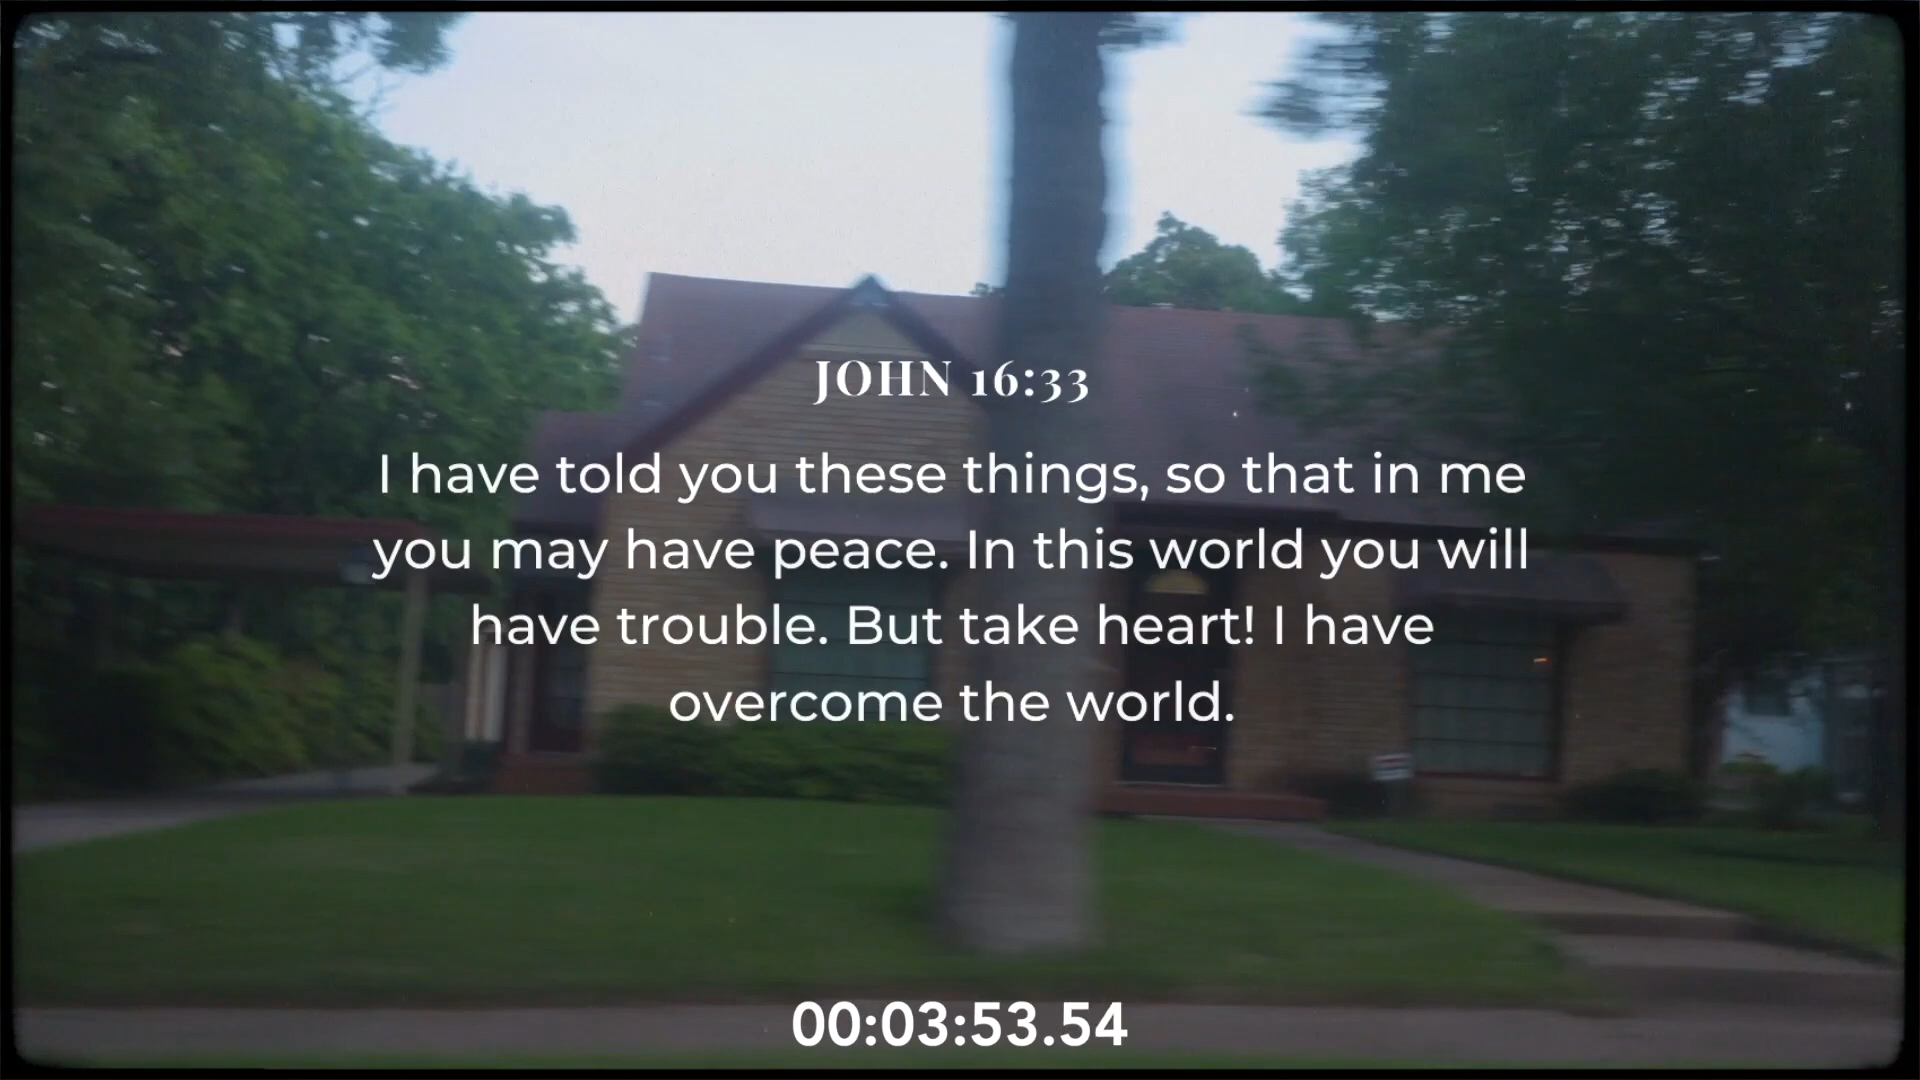 JOHN 16:33
I have told you these things, so that in me
you may have peace. In this world you will
have trouble. But take heart! I have
overcome the world.
00:03:53.54